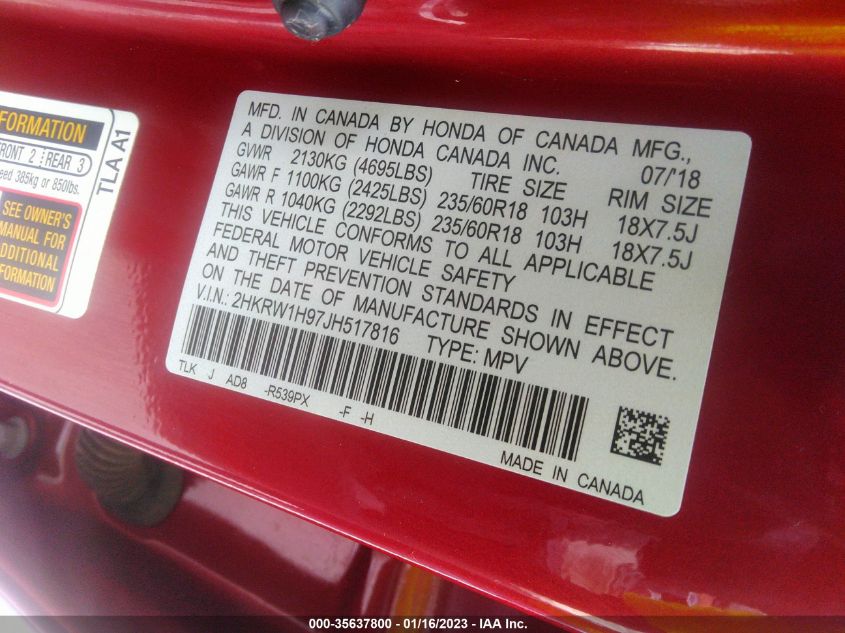 FORMATION
FRONT 2 REAR 3
eed 385kg or 850lbs.
SEE OWNER'S
MANUAL FOR
ADDITIONAL
FORMATION
TLA A1
MFD. IN CANADA BY HONDA OF CANADA MFG.,
A DIVISION OF HONDA CANADA INC. 07/'18
GVWR 2130KG (4695LBS) TIRE SIZE RIM SIZE
GAWR F 1100KG (2425LBS) 235/60R18 103H 18X7.5J
GAWR R 1040KG (2292LBS) 235/60R18 103H 18X7.5J
THIS VEHICLE CONFORMS TO ALL APPLICABLE
FEDERAL MOTOR VEHICLE SAFETY
AND THEFT PREVENTION STANDARDS IN EFFECT
ON THE DATE OF MANUFACTURE SHOWN ABOVE.
V.I.N.: 2HKRW1H97JH517816 TYPE: MPV
TLK J AD8 -R539PX -F -H
MADE IN CANADA
000-35637800 - 01/16/2023 - IAA Inc.